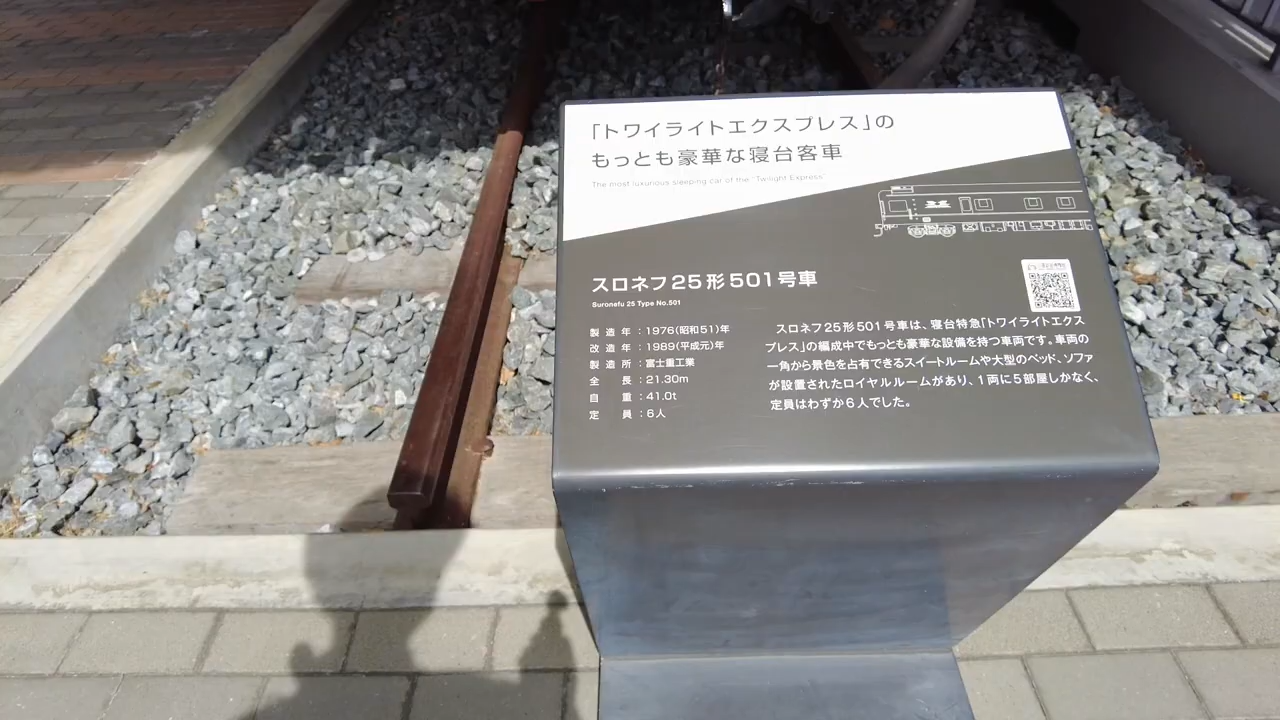 「トワイライトエクスプレス」の
もっとも豪華な寝台客車
The most luxurious sleeping car of the "Twilight Express"
スロネフ25形501号車
Suronefu 25 Type No.501
製造年:1976(昭和51)年
改造年:1989(平成元)年
製造所:富士重工業
全長:21.30m
自重:41.0t
定員:6人
スロネフ25形501号車は、寝台特急「トワイライトエクス
プレス」の編成中でもっとも豪華な設備を持つ車両です。車両の
一角から景色を占有できるスイートルームや大型のベッド、ソファ
が設置されたロイヤルルームがあり、1両に5部屋しかなく、
定員はわずか6人でした。